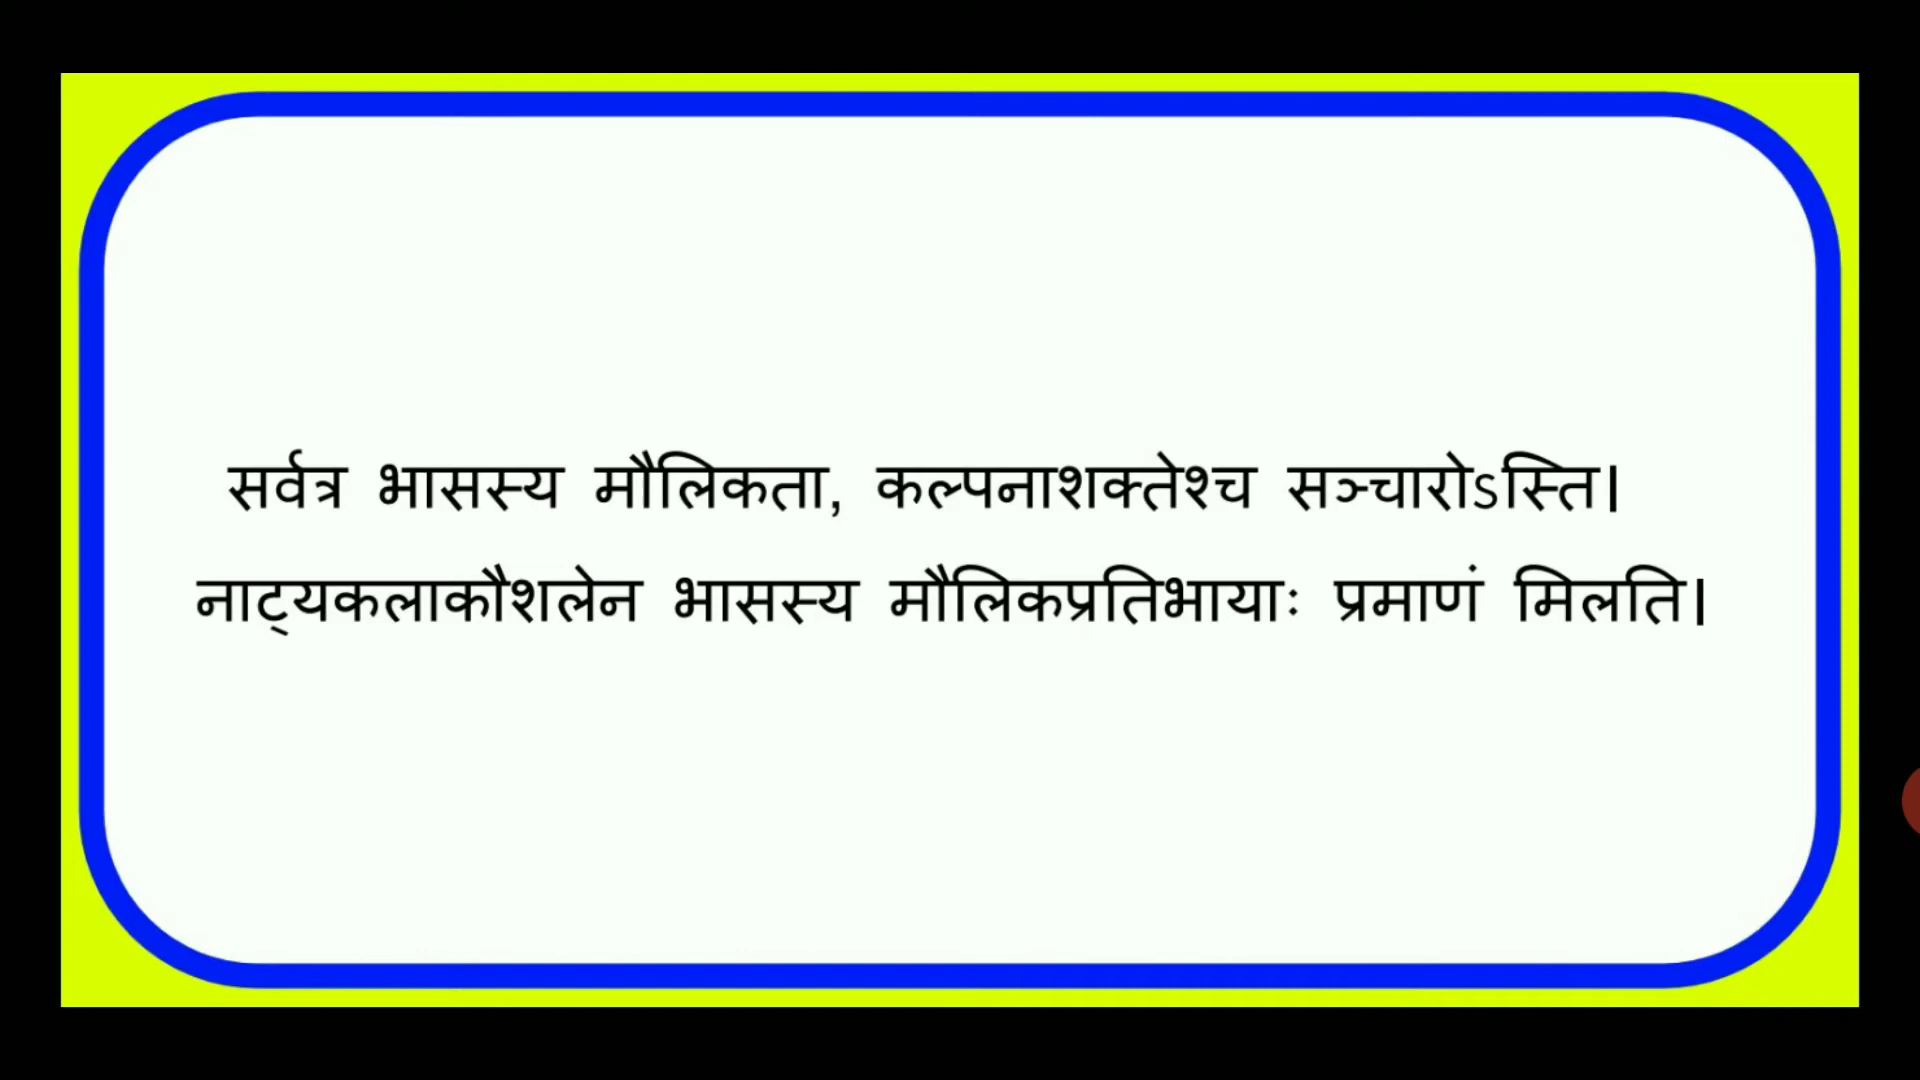 सर्वत्र भासस्य मौलिकता, कल्पनाशक्तेश्च सञ्चारोऽस्ति।
नाट्यकलाकौशलेन भासस्य मौलिकप्रतिभायाः प्रमाणं मिलति।